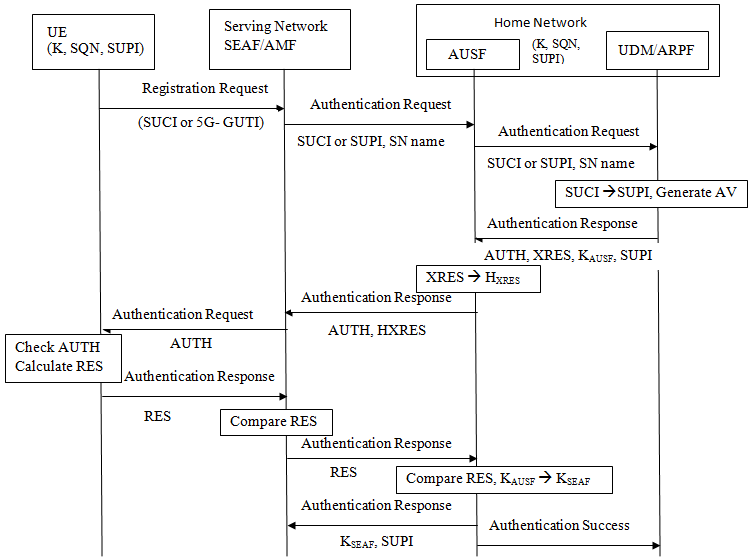 UE
(K, SQN, SUPI)
Serving Network
SEAF/AMF
Home Network
AUSF
(K, SQN,
SUPI)
UDM/ARPF
Registration Request
(SUCI or 5G- GUTI)
Authentication Request
SUCI or SUPI, SN name
Authentication Request
SUCI or SUPI, SN name
SUCI→SUPI, Generate AV
Authentication Response
AUTH, XRES, KAUSF, SUPI
XRES → HXRES
Authentication Response
AUTH, HXRES
Authentication Request
AUTH
Check AUTH
Calculate RES
Authentication Response
RES
Compare RES
Authentication Response
RES
Compare RES, KAUSF → KSEAF
Authentication Response
KSEAF, SUPI
Authentication Success